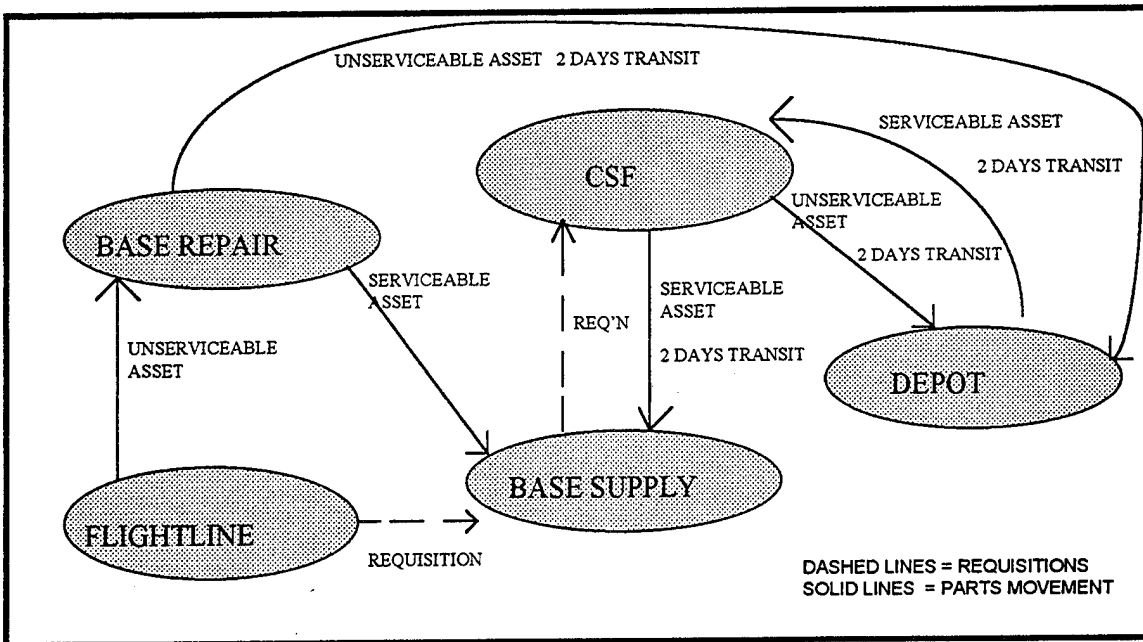 UNSERVICEABLE ASSET 2 DAYS TRANSIT
CSF
SERVICEABLE ASSET
2 DAYS TRANSIT
UNSERVICEABLE
ASSET
2 DAYS TRANSIT
BASE REPAIR
SERVICEABLE
ASSET
REQ'N
SERVICEABLE
ASSET
2 DAYS TRANSIT
UNSERVICEABLE
ASSET
DEPOT
BASE SUPPLY
FLIGHTLINE
REQUISITION
DASHED LINES = REQUISITIONS
SOLID LINES = PARTS MOVEMENT